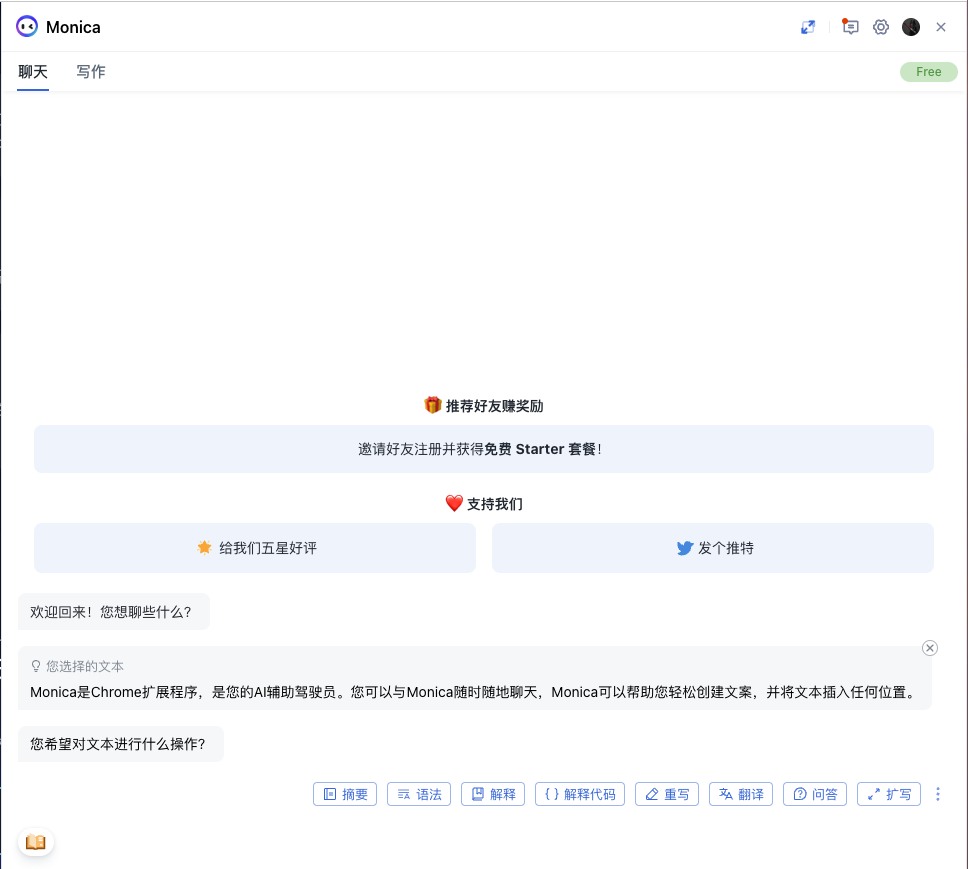 Monica
聊天 写作 Free
推荐好友赚奖励
邀请好友注册并获得免费 Starter 套餐！
支持我们
给我们五星好评 发个推特
欢迎回来！您想聊些什么？
您选择的文本
Monica是Chrome扩展程序，是您的AI辅助驾驶员。您可以与Monica随时随地聊天，Monica可以帮助您轻松创建文案，并将文本插入任何位置。
您希望对文本进行什么操作？
摘要 语法 解释 解释代码 重写 翻译 问答 扩写